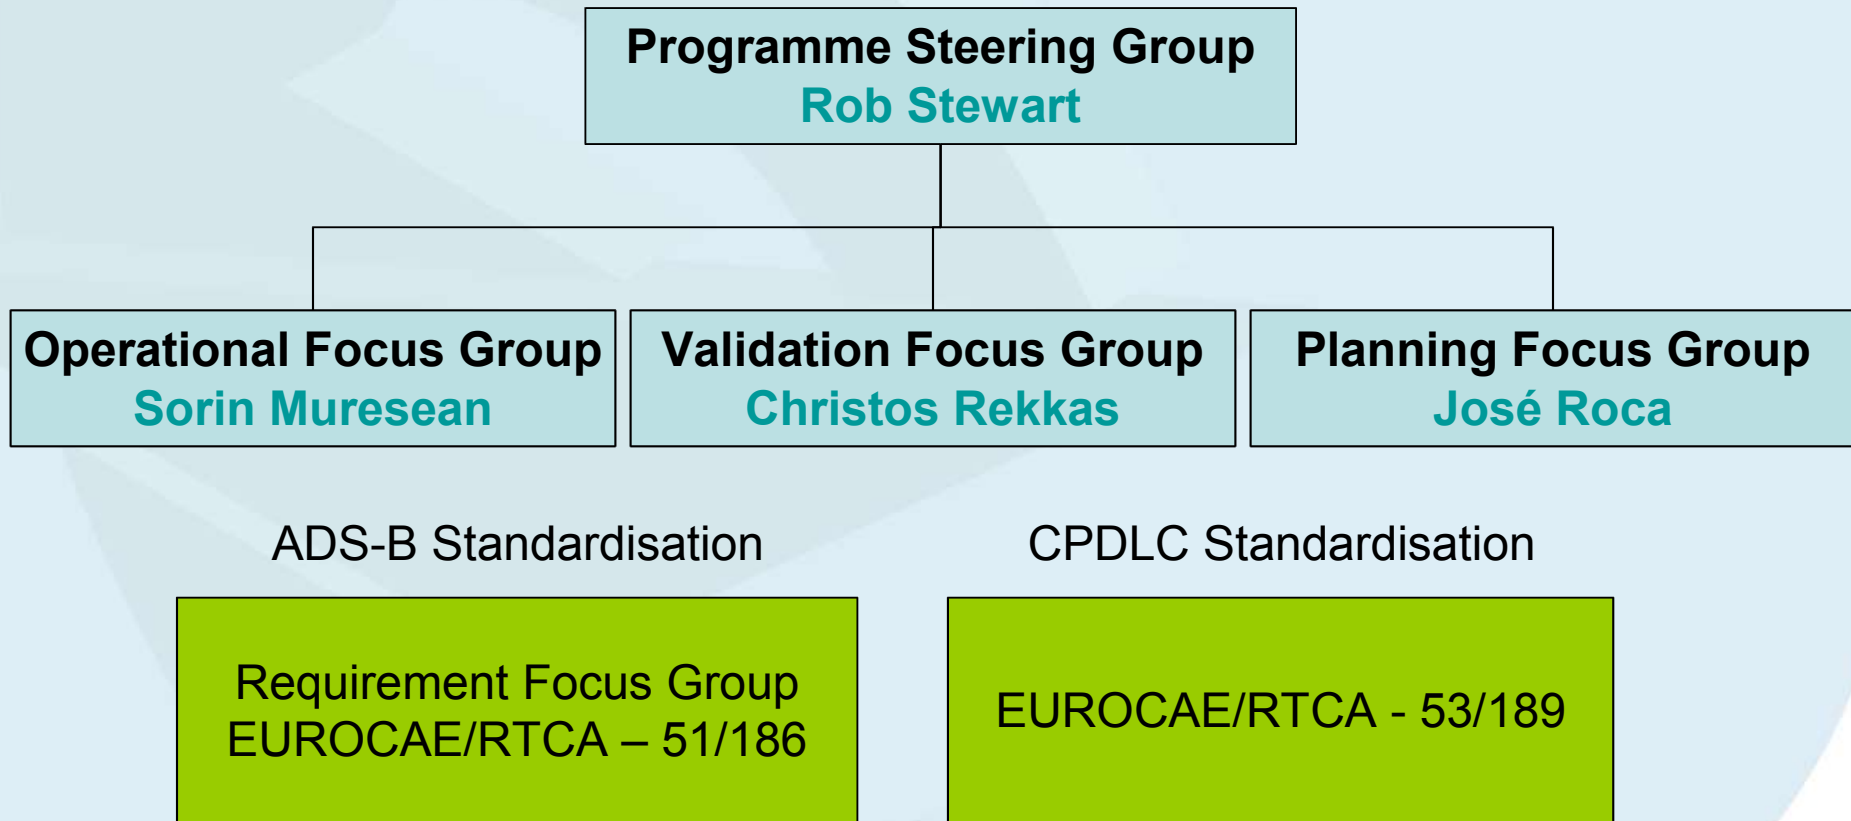 Programme Steering Group
Rob Stewart
Operational Focus Group
Sorin Muresean
Validation Focus Group
Christos Rekkas
Planning Focus Group
José Roca
ADS-B Standardisation
CPDLC Standardisation
Requirement Focus Group
EUROCAE/RTCA – 51/186
EUROCAE/RTCA - 53/189